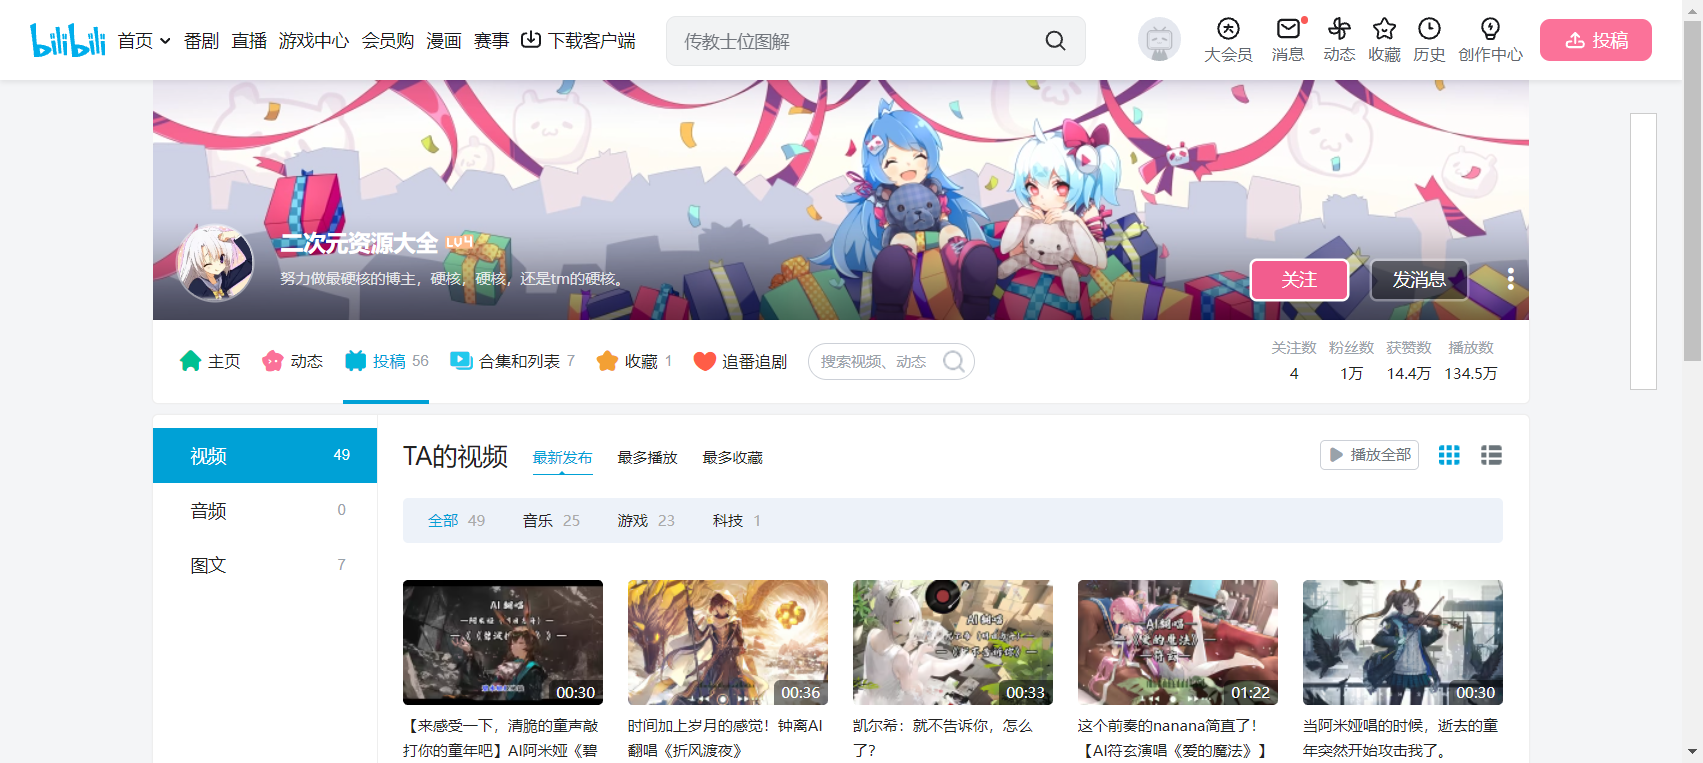 bilibili 首页 番剧 直播 游戏中心 会员购 漫画 赛事 下载客户端 传教士位图解 大会员 消息 动态 收藏 历史 创作中心 投稿
二次元资源大全 LV4
努力做最硬核的博主，硬核，硬核，还是tm的硬核。
关注 发消息
主页 动态 投稿 56 合集和列表 7 收藏 1 追番追剧 搜索视频、动态
关注数 粉丝数 获赞数 播放数
4 1万 14.4万 134.5万
视频 49
音频 0
图文 7
TA的视频 最新发布 最多播放 最多收藏 播放全部
全部 49 音乐 25 游戏 23 科技 1
AI翻唱
00:30
00:36
AI翻唱
00:33
AI翻唱
《爱的魔法》
符玄
01:22
00:30
【来感受一下，清脆的童声敲
打你的童年吧】AI阿米娅《碧
时间加上岁月的感觉！钟离AI
翻唱《折风渡夜》
凯尔希：就不告诉你，怎么
了？
这个前奏的nanana简直了！
【AI符玄演唱《爱的魔法》】
当阿米娅唱的时候，逝去的童
年突然开始攻击我了。